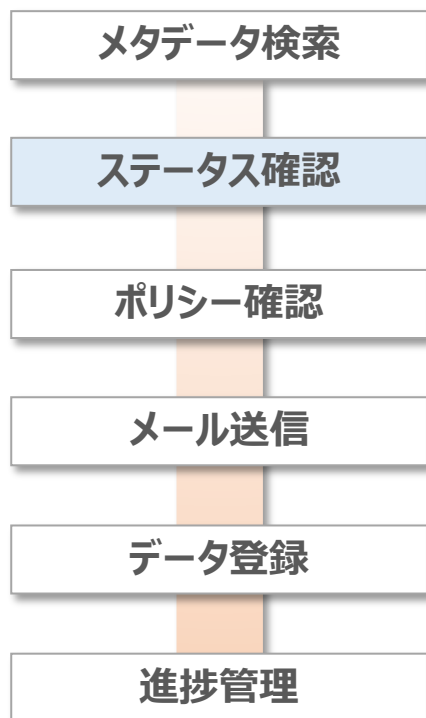 メタデータ検索
ステータス確認
ポリシー確認
メール送信
データ登録
進捗管理